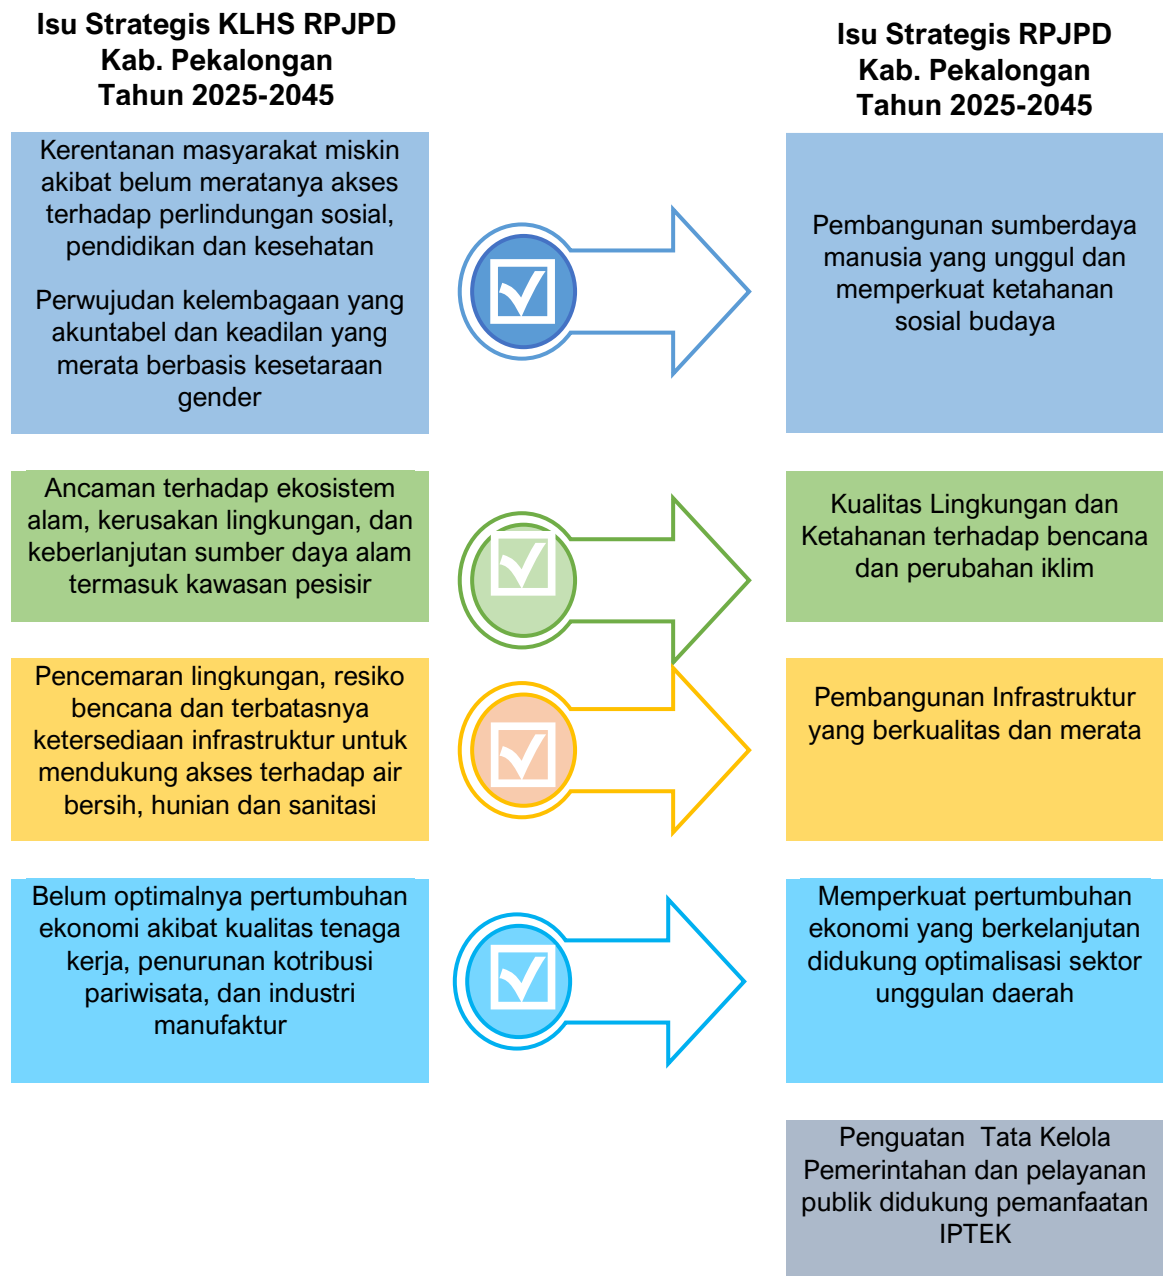 Isu Strategis KLHS RPJPD
Kab. Pekalongan
Tahun 2025-2045
Isu Strategis RPJPD
Kab. Pekalongan
Tahun 2025-2045
Kerentanan masyarakat miskin
akibat belum meratanya akses
terhadap perlindungan sosial,
pendidikan dan kesehatan
Perwujudan kelembagaan yang
akuntabel dan keadilan yang
merata berbasis kesetaraan
gender
Pembangunan sumberdaya
manusia yang unggul dan
memperkuat ketahanan
sosial budaya
Ancaman terhadap ekosistem
alam, kerusakan lingkungan, dan
keberlanjutan sumber daya alam
termasuk kawasan pesisir
Kualitas Lingkungan dan
Ketahanan terhadap bencana
dan perubahan iklim
Pencemaran lingkungan, resiko
bencana dan terbatasnya
ketersediaan infrastruktur untuk
mendukung akses terhadap air
bersih, hunian dan sanitasi
Pembangunan Infrastruktur
yang berkualitas dan merata
Belum optimalnya pertumbuhan
ekonomi akibat kualitas tenaga
kerja, penurunan kotribusi
pariwisata, dan industri
manufaktur
Memperkuat pertumbuhan
ekonomi yang berkelanjutan
didukung optimalisasi sektor
unggulan daerah
Penguatan  Tata Kelola
Pemerintahan dan pelayanan
publik didukung pemanfaatan
IPTEK